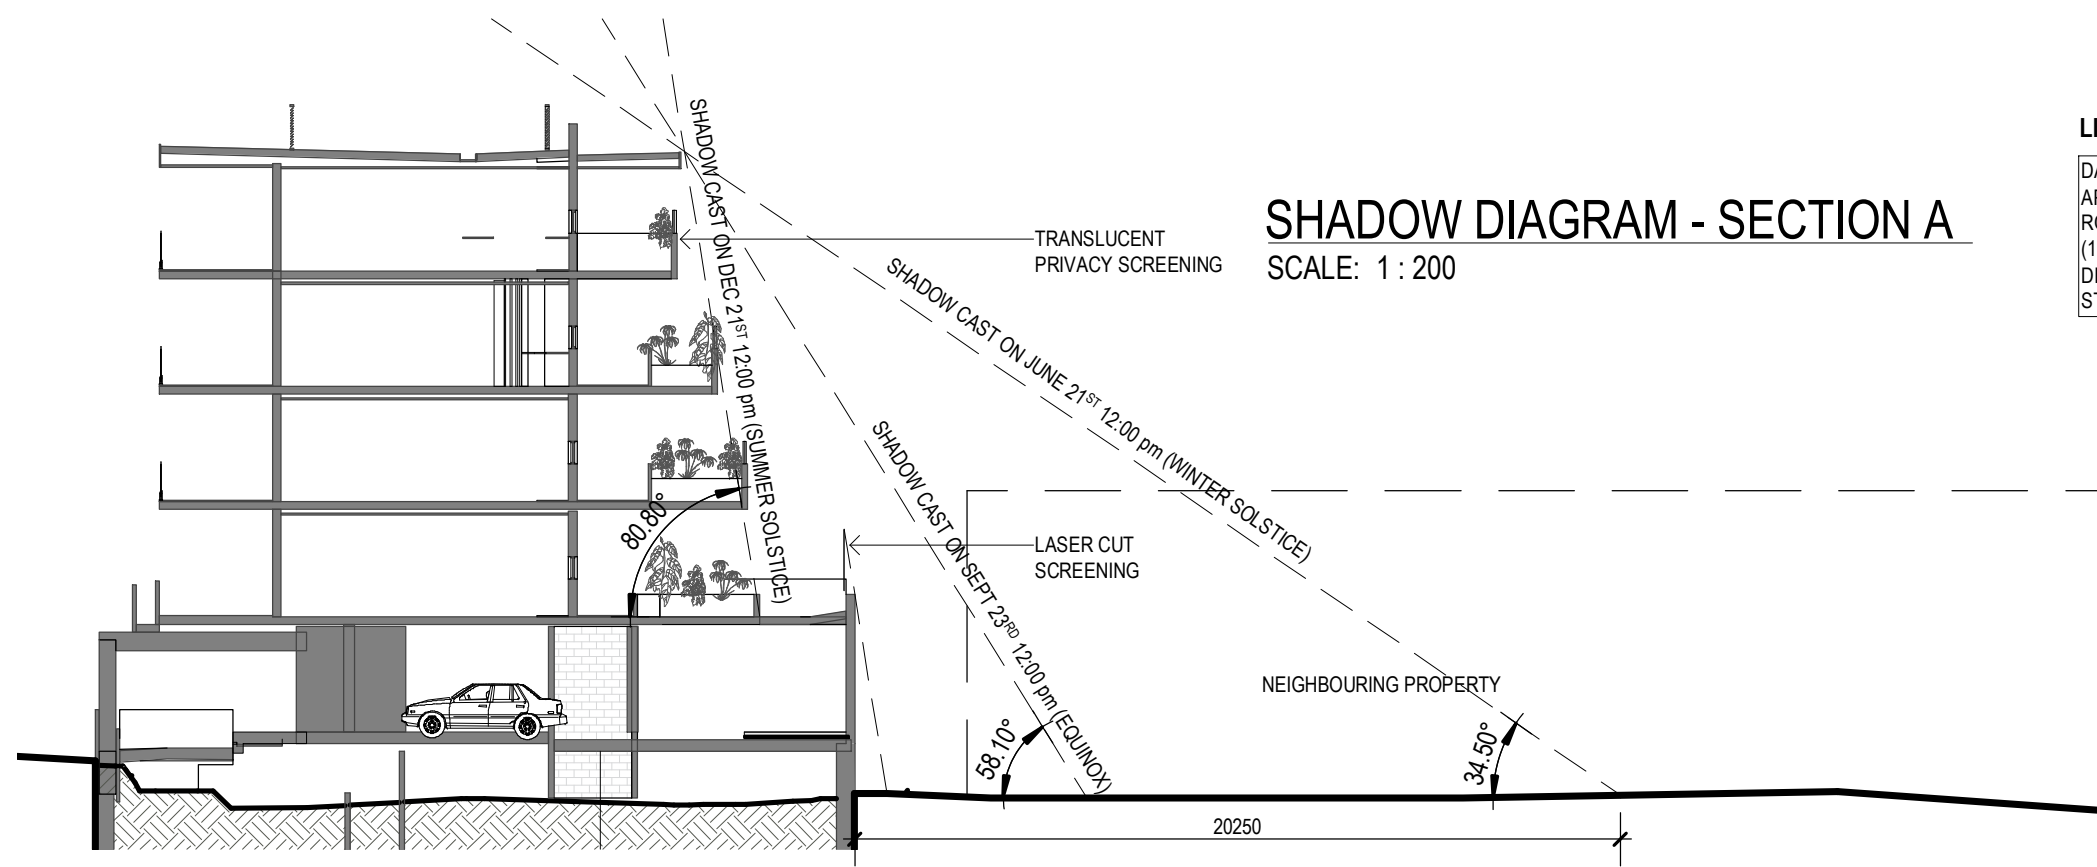 SHADOW DIAGRAM - SECTION A
SCALE: 1 : 200
SHADOW CAST ON DEC 21ST 12:00 pm (SUMMER SOLSTICE)
SHADOW CAST ON SEPT 23RD 12:00 pm (EQUINOX)
SHADOW CAST ON JUNE 21ST 12:00 pm (WINTER SOLSTICE)
TRANSLUCENT
PRIVACY SCREENING
LASER CUT
SCREENING
NEIGHBOURING PROPERTY
80.80°
58.10°
34.50°
20250